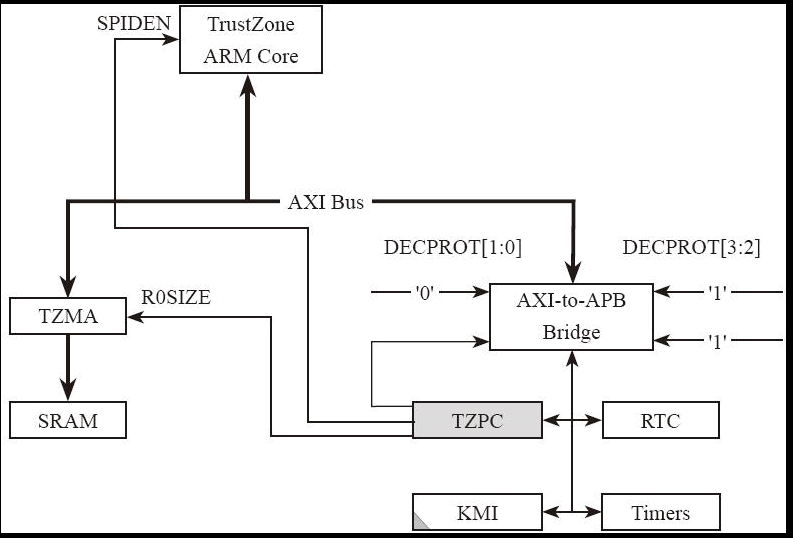 SPIDEN
TrustZone
ARM Core
AXI Bus
DECPROT[1:0]
DECPROT[3:2]
R0SIZE
'0'
AXI-to-APB
Bridge
'1'
'1'
TZMA
SRAM
TZPC
RTC
KMI
Timers